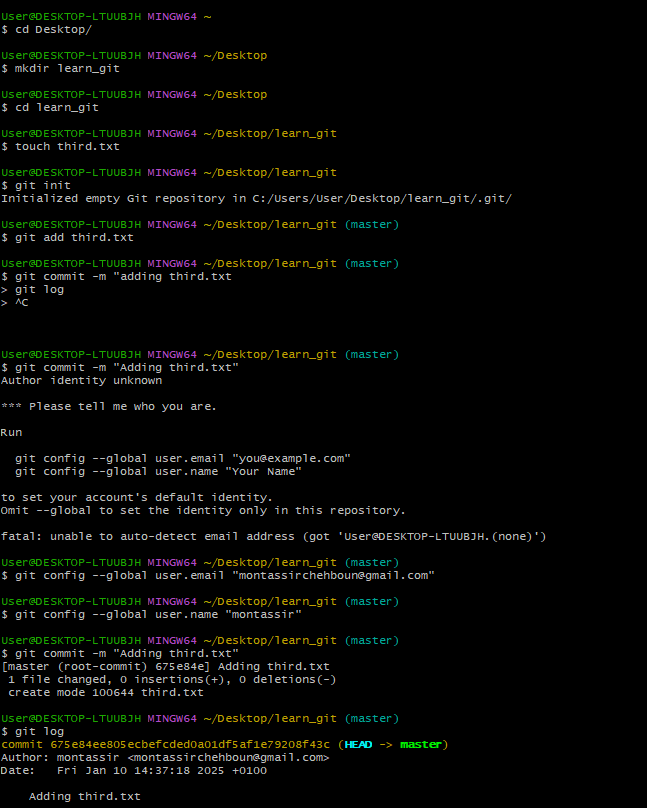 User@DESKTOP-LTUUBJH MINGW64 ~
$ cd Desktop/
User@DESKTOP-LTUUBJH MINGW64 ~/Desktop
$ mkdir learn_git
User@DESKTOP-LTUUBJH MINGW64 ~/Desktop
$ cd learn_git
User@DESKTOP-LTUUBJH MINGW64 ~/Desktop/learn_git
$ touch third.txt
User@DESKTOP-LTUUBJH MINGW64 ~/Desktop/learn_git
$ git init
Initialized empty Git repository in C:/Users/User/Desktop/learn_git/.git/
User@DESKTOP-LTUUBJH MINGW64 ~/Desktop/learn_git (master)
$ git add third.txt
User@DESKTOP-LTUUBJH MINGW64 ~/Desktop/learn_git (master)
$ git commit -m "adding third.txt
> git log
> ^C
User@DESKTOP-LTUUBJH MINGW64 ~/Desktop/learn_git (master)
$ git commit -m "Adding third.txt"
Author identity unknown
*** Please tell me who you are.
Run
git config --global user.email "you@example.com"
git config --global user.name "Your Name"
to set your account's default identity.
Omit --global to set the identity only in this repository.
fatal: unable to auto-detect email address (got 'User@DESKTOP-LTUUBJH.(none)')
User@DESKTOP-LTUUBJH MINGW64 ~/Desktop/learn_git (master)
$ git config --global user.email "montassirchehboun@gmail.com"
User@DESKTOP-LTUUBJH MINGW64 ~/Desktop/learn_git (master)
$ git config --global user.name "montassir"
User@DESKTOP-LTUUBJH MINGW64 ~/Desktop/learn_git (master)
$ git commit -m "Adding third.txt"
[master (root-commit) 675e84e] Adding third.txt
1 file changed, 0 insertions(+), 0 deletions(-)
create mode 100644 third.txt
User@DESKTOP-LTUUBJH MINGW64 ~/Desktop/learn_git (master)
$ git log
commit 675e84ee805ecbefcded0a01df5af1e79208f43c (HEAD -> master)
Author: montassir <montassirchehboun@gmail.com>
Date: Fri Jan 10 14:37:18 2025 +0100
Adding third.txt